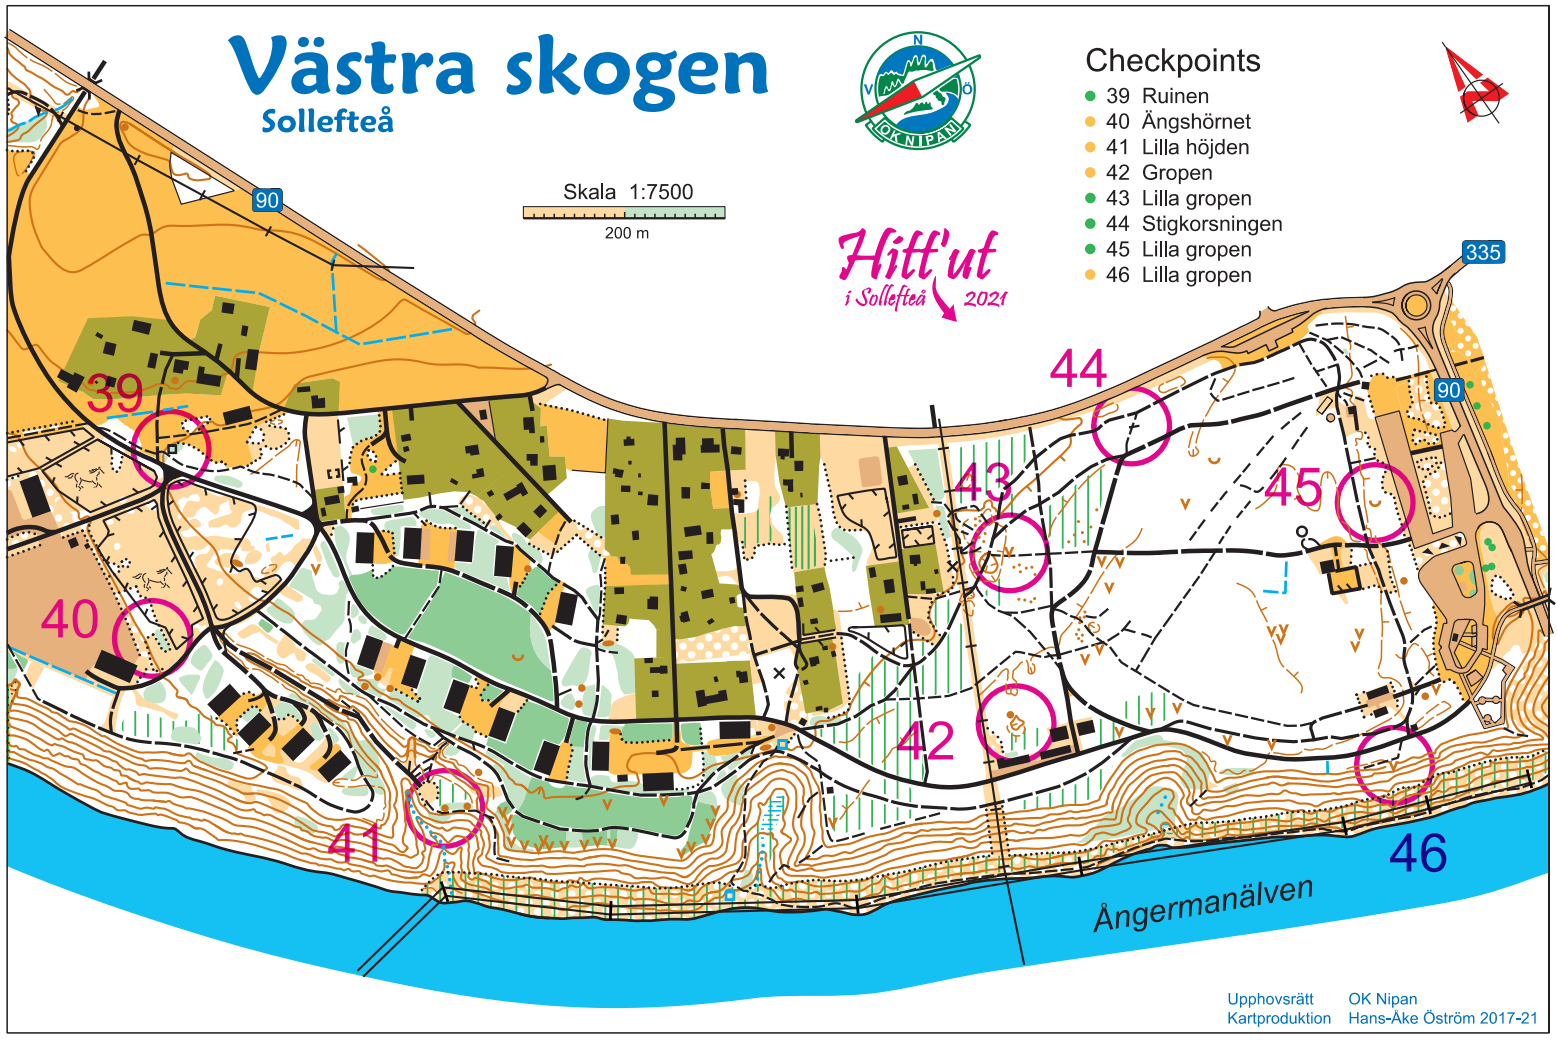 Västra skogen
Sollefteå
N
V
Ö
OK NIPAN
Checkpoints
39 Ruinen
40 Ängshörnet
41 Lilla höjden
42 Gropen
43 Lilla gropen
44 Stigkorsningen
45 Lilla gropen
46 Lilla gropen
Skala 1:7500
200 m
Hitt'ut
i Sollefteå 2021
90
335
90
39
44
43
45
40
42
41
46
Ångermanälven
Upphovsrätt OK Nipan
Kartproduktion Hans-Åke Öström 2017-21